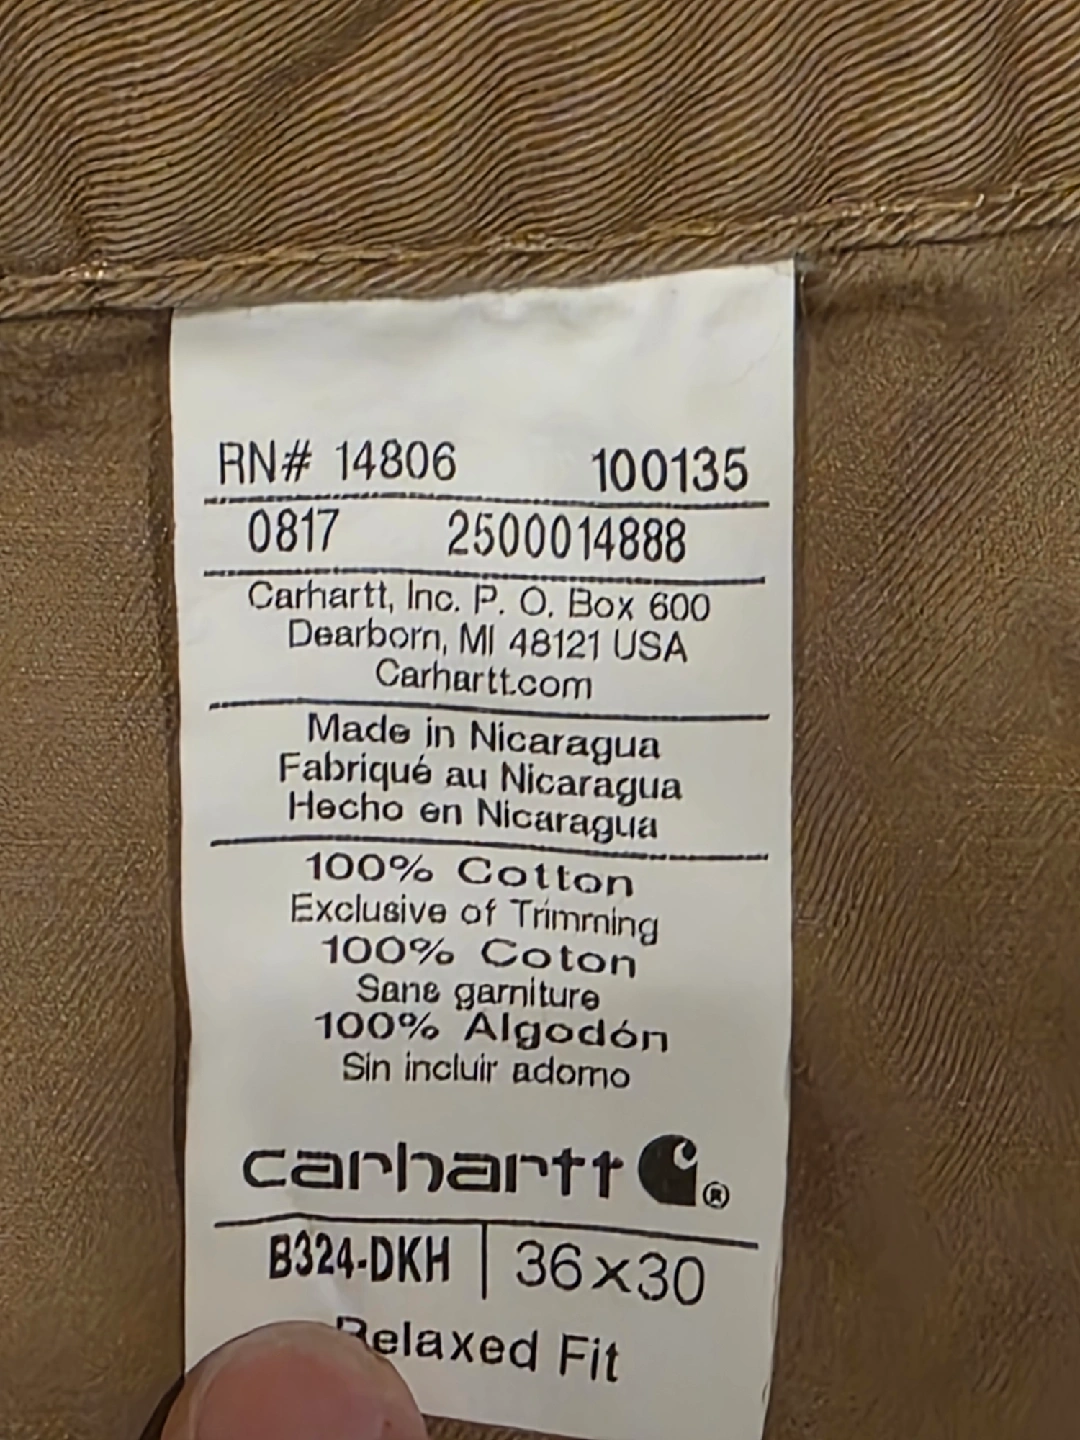 RN# 14806 100135
0817 2500014888
Carhartt, Inc. P. O. Box 600
Dearborn, MI 48121 USA
Carhartt.com
Made in Nicaragua
Fabriqué au Nicaragua
Hecho en Nicaragua
100% Cotton
Exclusive of Trimming
100% Coton
Sans garniture
100% Algodón
Sin incluir adorno
carhartt ®
B324-DKH 36x30
Relaxed Fit